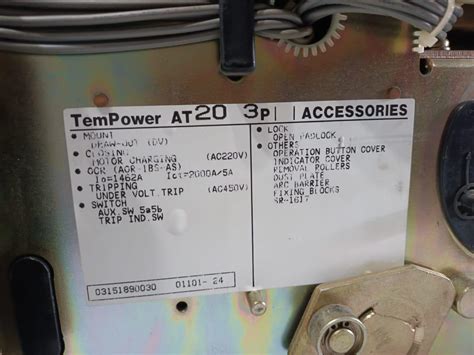 TemPower AT20 3P ACCESSORIES
• MOUNT
DRAW-OUT (DV)
• CLOSING
MOTOR CHARGING (AC220V)
• OCR (AOR-1BS-AS)
Io=1462A Ict=2000A/5A
• TRIPPING
UNDER VOLT.TRIP (AC450V)
• SWITCH
AUX.SW 5a5b
TRIP IND.SW
• LOCK
OPEN PADLOCK
• OTHERS
OPERATION BUTTON COVER
INDICATOR COVER
REMOVAL ROLLERS
DUST PLATE
ARC BARRIER
FIXING BLOCKS
SR-1617
03151890030 01101- 24